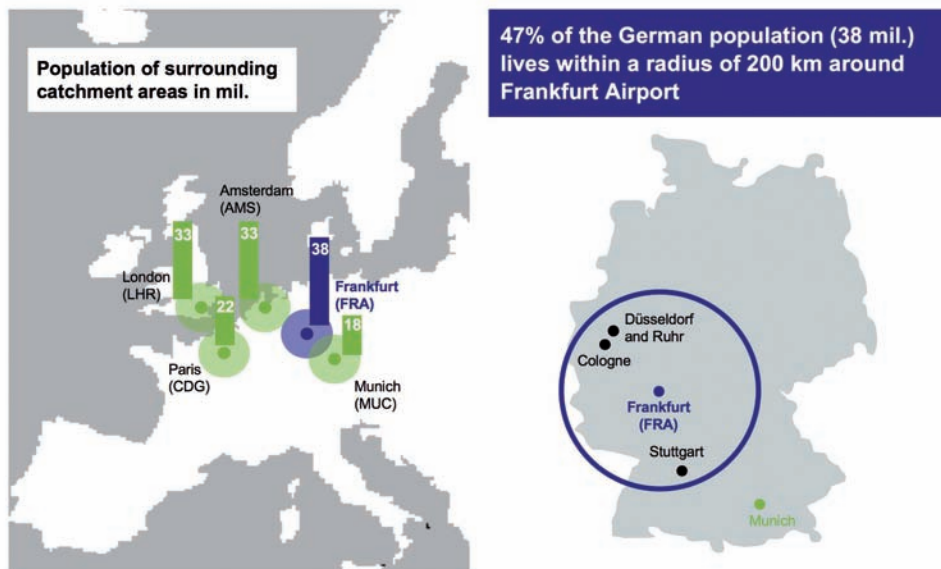 Population of surrounding
catchment areas in mil.
Amsterdam
(AMS)
33
33
38
London
(LHR)
22
Frankfurt
(FRA)
18
Paris
(CDG)
Munich
(MUC)
47% of the German population (38 mil.)
lives within a radius of 200 km around
Frankfurt Airport
Düsseldorf
and Ruhr
Cologne
Frankfurt
(FRA)
Stuttgart
Munich